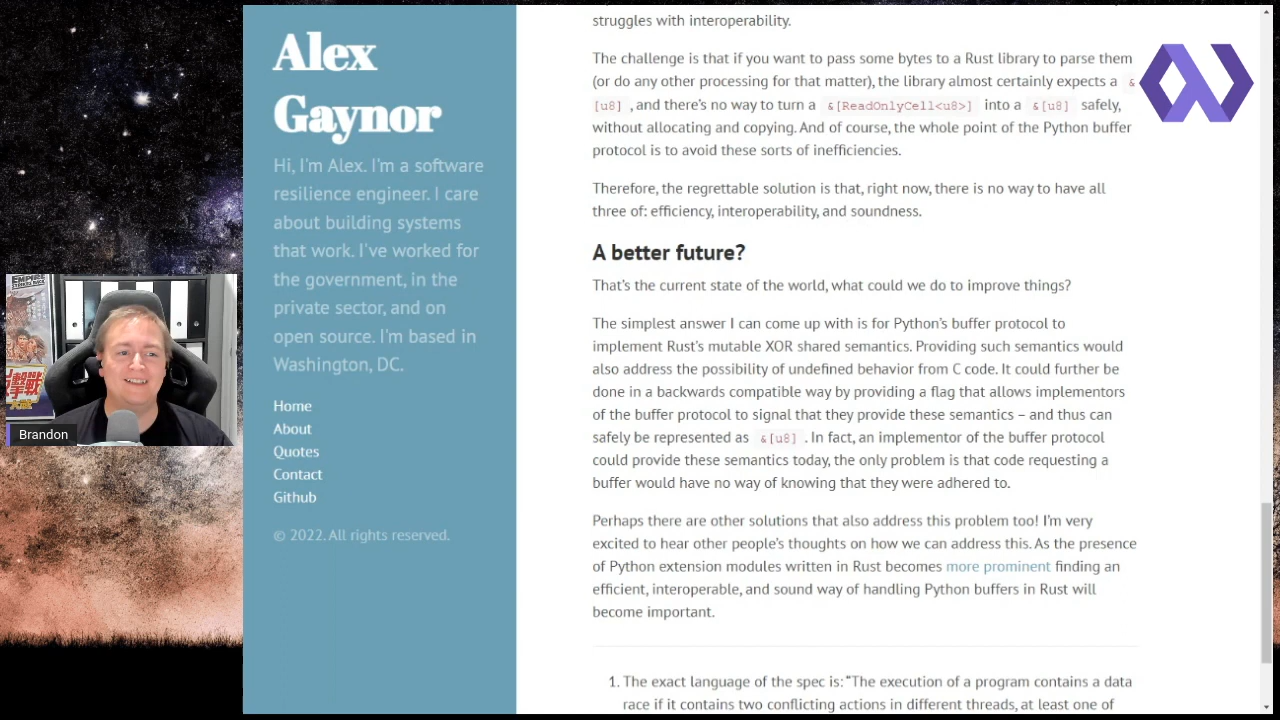 Alex
Gaynor
Hi, I'm Alex. I'm a software
resilience engineer. I care
about building systems
that work. I've worked for
the government, in the
private sector, and on
open source. I'm based in
Washington, DC.
Home
About
Quotes
Contact
Github
© 2022. All rights reserved.
struggles with interoperability.
The challenge is that if you want to pass some bytes to a Rust library to parse them
(or do any other processing for that matter), the library almost certainly expects a &
[u8] , and there's no way to turn a &[ReadOnlyCell<u8>] into a &[u8] safely,
without allocating and copying. And of course, the whole point of the Python buffer
protocol is to avoid these sorts of inefficiencies.
Therefore, the regrettable solution is that, right now, there is no way to have all
three of: efficiency, interoperability, and soundness.
A better future?
That's the current state of the world, what could we do to improve things?
The simplest answer I can come up with is for Python's buffer protocol to
implement Rust's mutable XOR shared semantics. Providing such semantics would
also address the possibility of undefined behavior from C code. It could further be
done in a backwards compatible way by providing a flag that allows implementors
of the buffer protocol to signal that they provide these semantics – and thus can
safely be represented as &[u8] . In fact, an implementor of the buffer protocol
could provide these semantics today, the only problem is that code requesting a
buffer would have no way of knowing that they were adhered to.
Perhaps there are other solutions that also address this problem too! I'm very
excited to hear other people's thoughts on how we can address this. As the presence
of Python extension modules written in Rust becomes more prominent finding an
efficient, interoperable, and sound way of handling Python buffers in Rust will
become important.
1. The exact language of the spec is: “The execution of a program contains a data
race if it contains two conflicting actions in different threads, at least one of
EMPIRE
Brandon